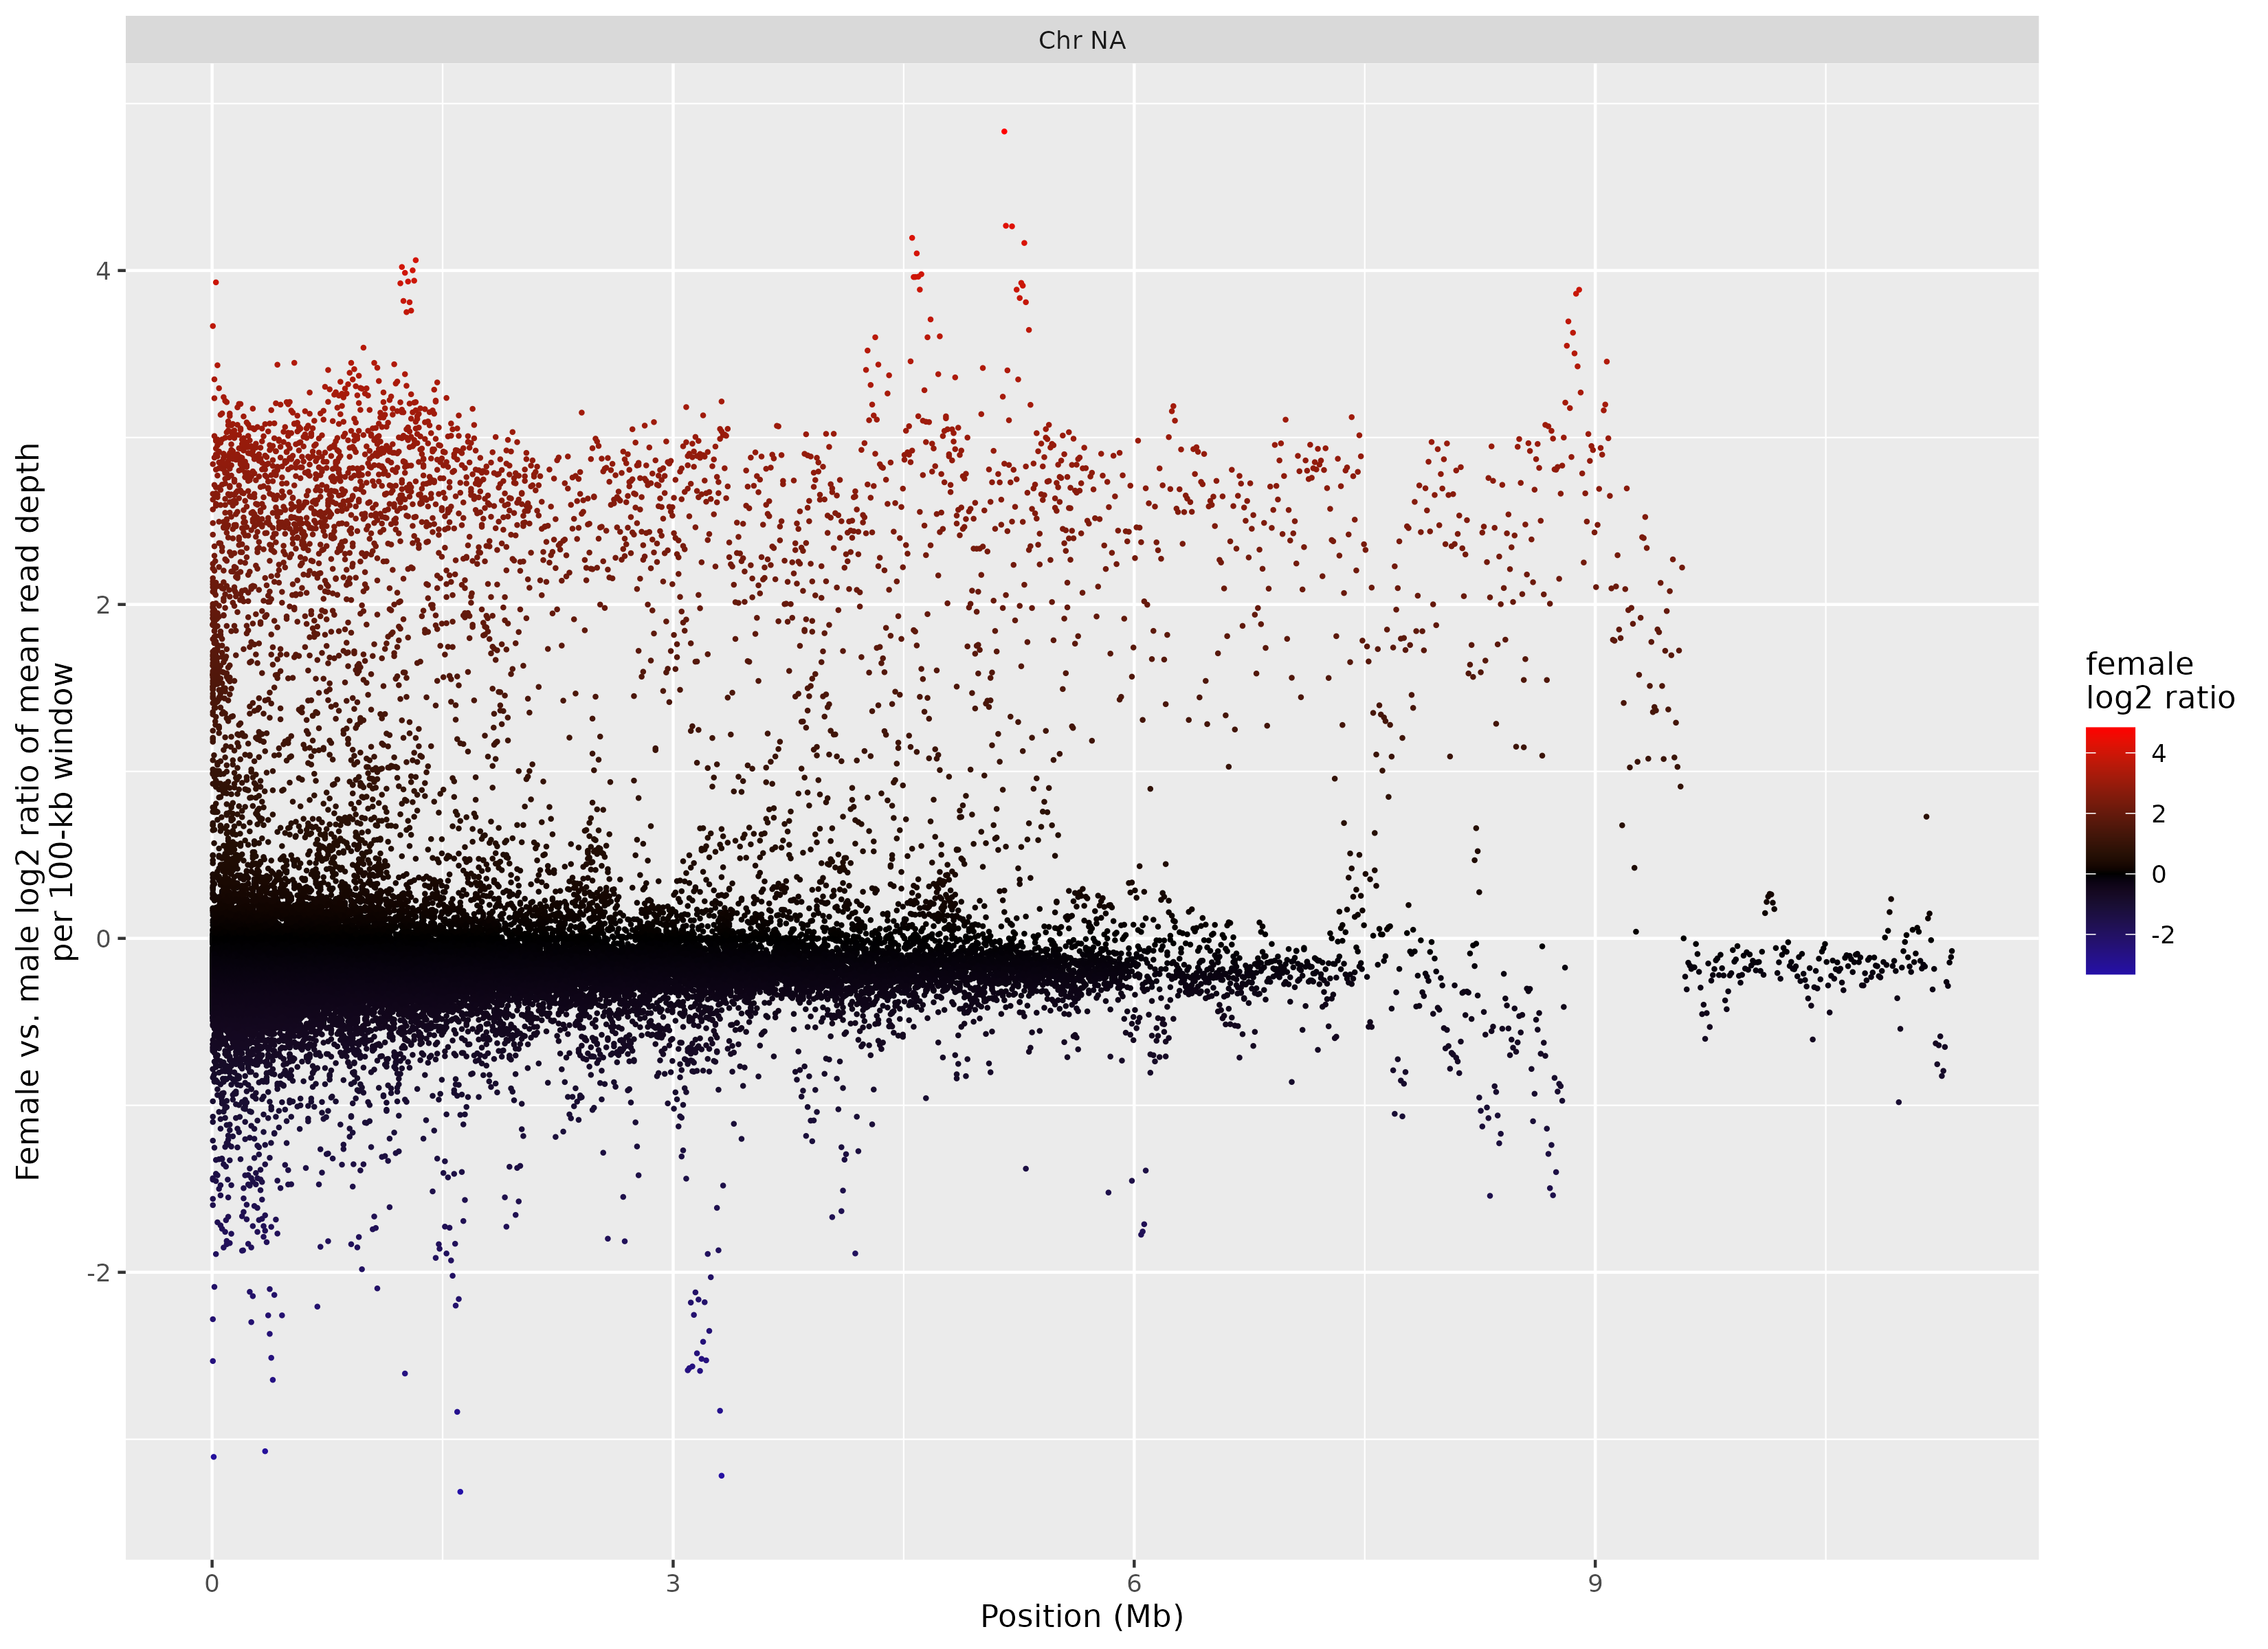 Chr NA
Female vs. male log2 ratio of mean read depth
per 100-kb window
4
2
0
-2
0
3
6
9
Position (Mb)
female
log2 ratio
4
2
0
-2